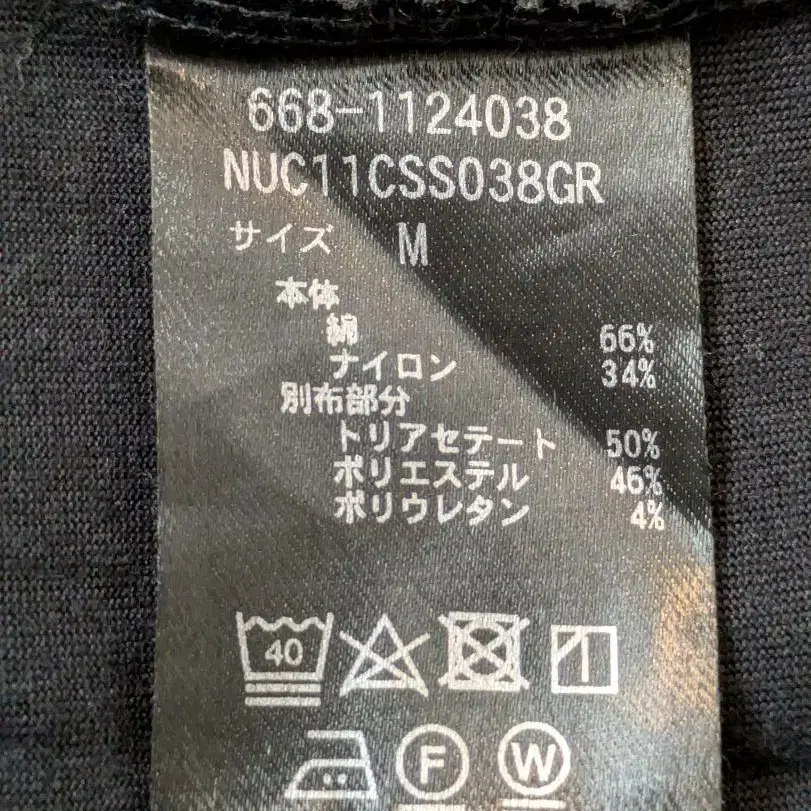 668-1124038
NUC11CSS038GR
サイズ M
本体
綿 66%
ナイロン 34%
別布部分
トリアセテート 50%
ポリエステル 46%
ポリウレタン 4%
40
F W